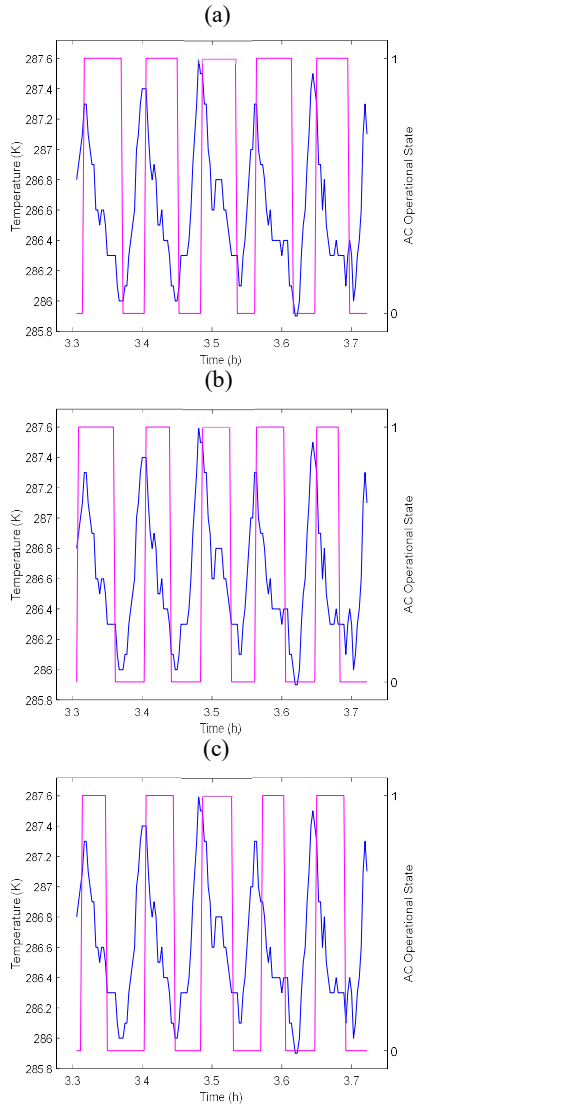 (a)
287.6
287.4
287.2
287
286.8
286.6
286.4
286.2
286
285.8
Temperature (K)
1
0
AC Operational State
3.3 3.4 3.5 3.6 3.7
Time (h)
(b)
287.6
287.4
287.2
287
286.8
286.6
286.4
286.2
286
285.8
Temperature (K)
1
0
AC Operational State
3.3 3.4 3.5 3.6 3.7
Time (h)
(c)
287.6
287.4
287.2
287
286.8
286.6
286.4
286.2
286
285.8
Temperature (K)
1
0
AC Operational State
3.3 3.4 3.5 3.6 3.7
Time (h)